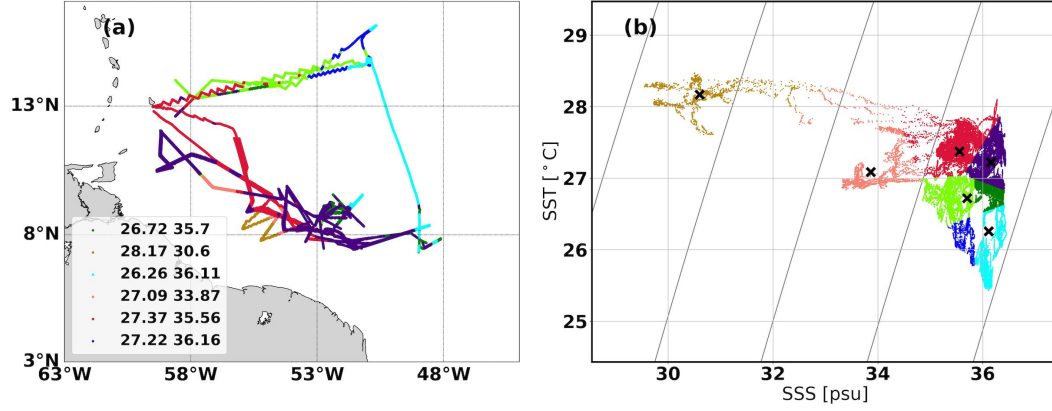 (a)
13°N
8°N
3°N
63°W
58°W
53°W
48°W
26.72 35.7
28.17 30.6
26.26 36.11
27.09 33.87
27.37 35.56
27.22 36.16
(b)
29
28
27
26
25
SST [°C]
30
32
34
36
SSS [psu]